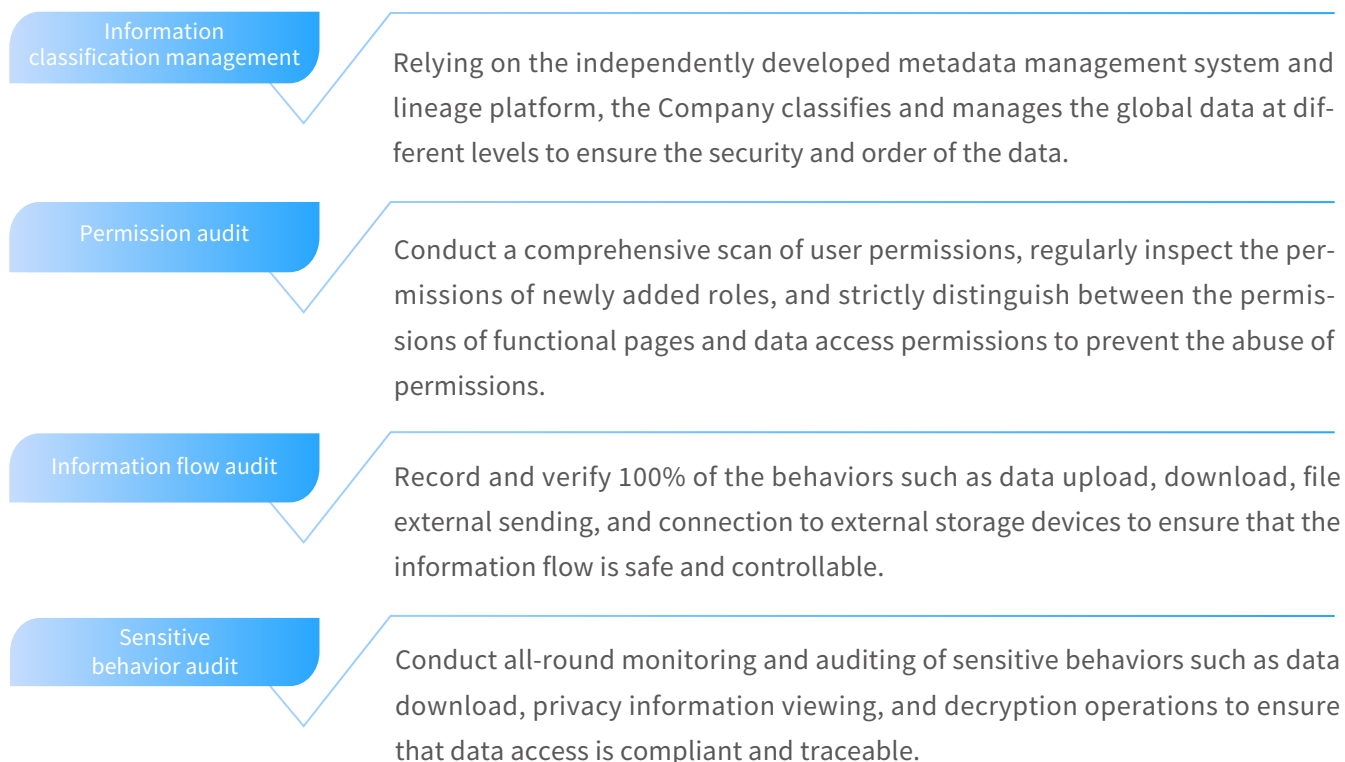 Information
classification management
Relying on the independently developed metadata management system and
lineage platform, the Company classifies and manages the global data at dif-
ferent levels to ensure the security and order of the data.
Permission audit
Conduct a comprehensive scan of user permissions, regularly inspect the per-
missions of newly added roles, and strictly distinguish between the permis-
sions of functional pages and data access permissions to prevent the abuse of
permissions.
Information flow audit
Record and verify 100% of the behaviors such as data upload, download, file
external sending, and connection to external storage devices to ensure that the
information flow is safe and controllable.
Sensitive
behavior audit
Conduct all-round monitoring and auditing of sensitive behaviors such as data
download, privacy information viewing, and decryption operations to ensure
that data access is compliant and traceable.